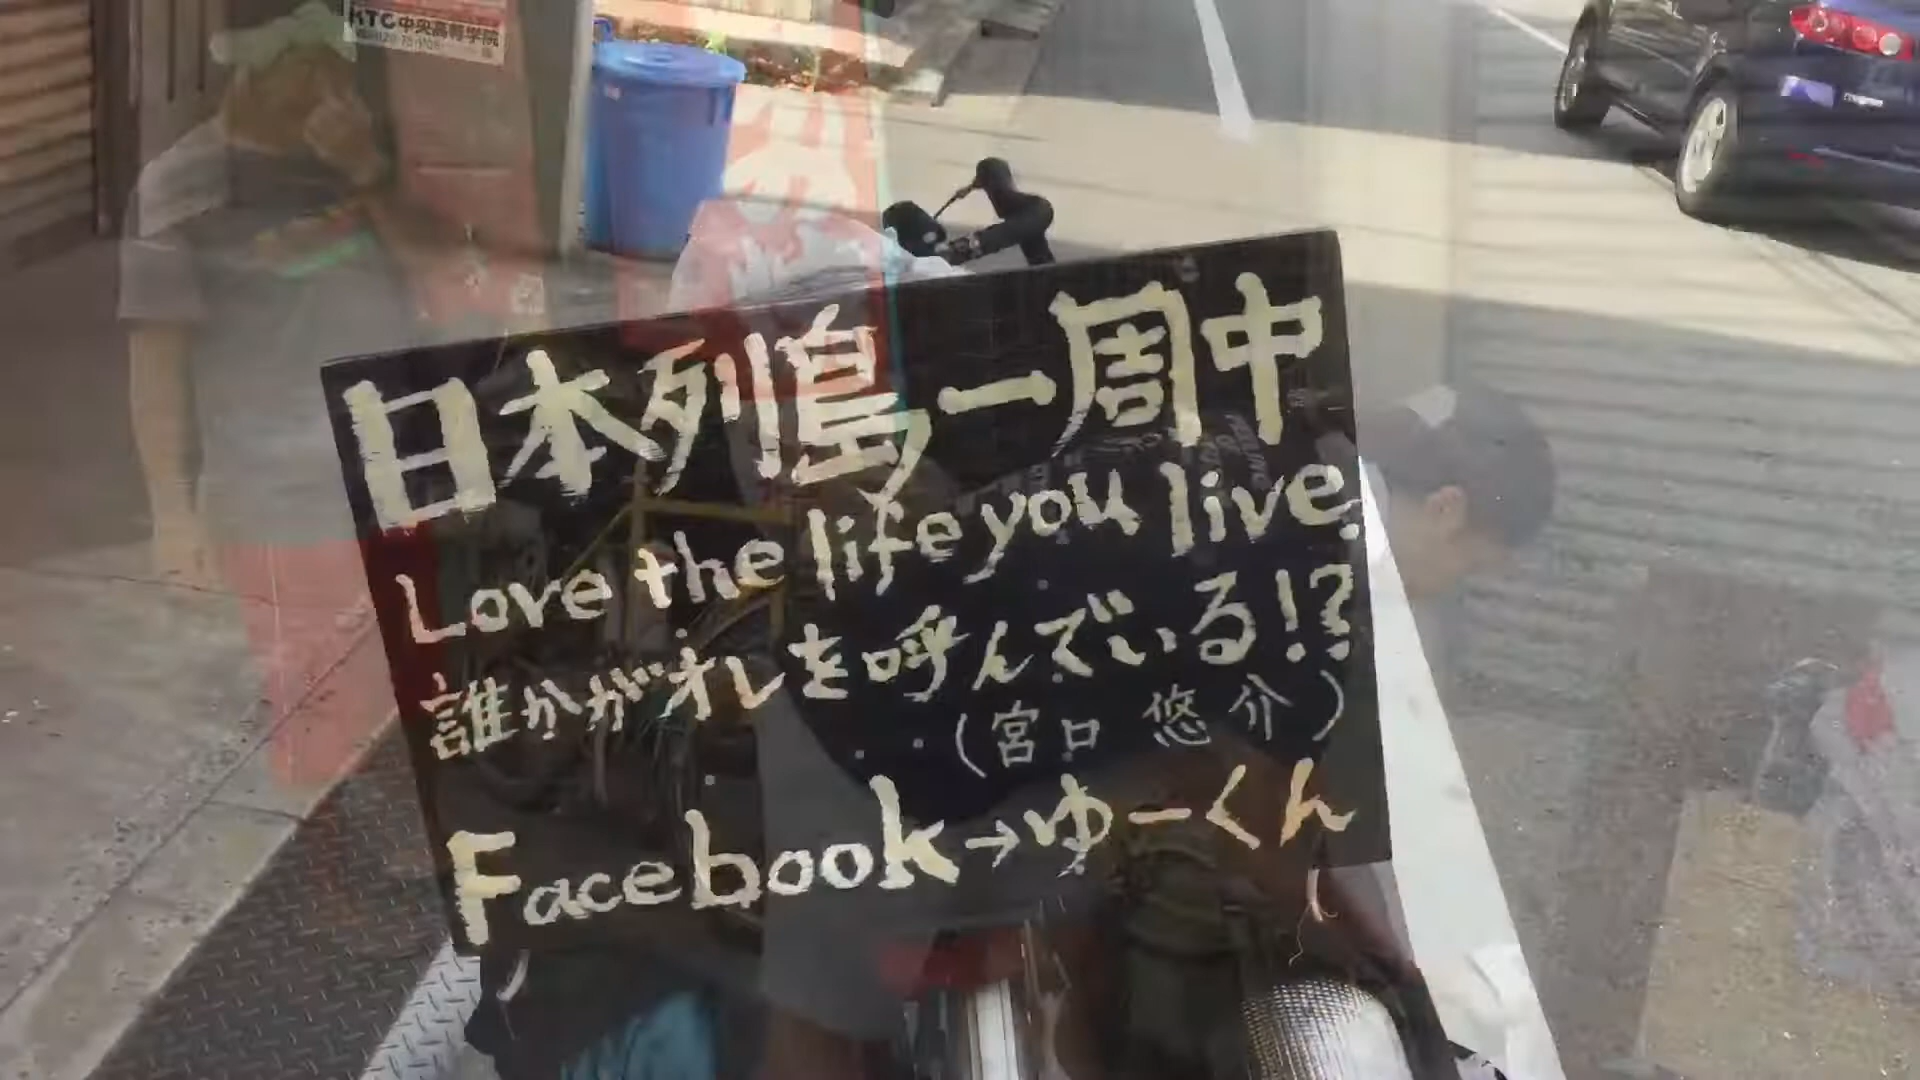 KTC中央高等学院
日本列島一周中
Love the life you live.
誰かがオレを呼んでいる!?
(宮口 悠介)
Facebook→ゆーくん